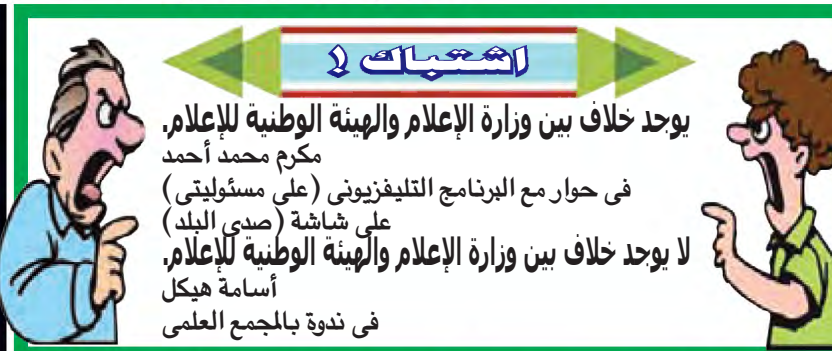 اشتباك !
يوجد خلاف بين وزارة الإعلام والهيئة الوطنية للإعلام.
مكرم محمد أحمد
فى حوار مع البرنامج التليفزيونى (على مسئوليتى)
على شاشة (صدى البلد)
لا يوجد خلاف بين وزارة الإعلام والهيئة الوطنية للإعلام.
أسامة هيكل
فى ندوة بالمجمع العلمى